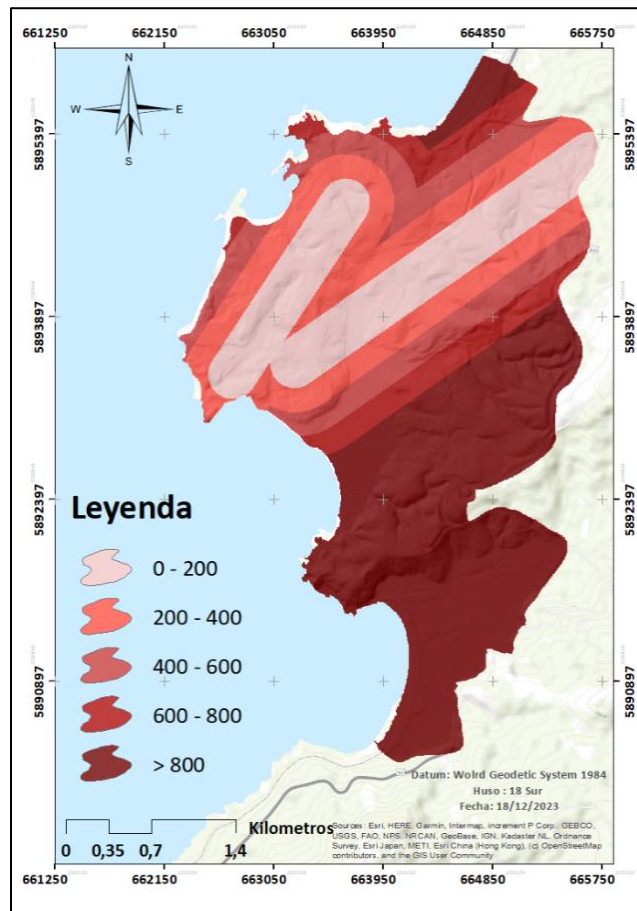 661250 662150 663050 663950 664850 665750
N
W E
S
5895397 5895397
5893897 5893897
5892397 5892397
5890897 5890897
Leyenda
0 - 200
200 - 400
400 - 600
600 - 800
> 800
Datum: Wolrd Geodetic System 1984
Huso : 18 Sur
Fecha: 18/12/2023
Kilometros
0 0,35 0,7 1,4
Sources: Esri, HERE, Garmin, Intermap, increment P Corp., GEBCO,
USGS, FAO, NPS, NRCAN, GeoBase, IGN, Kadaster NL, Ordnance
Survey, Esri Japan, METI, Esri China (Hong Kong), (c) OpenStreetMap
contributors, and the GIS User Community
661250 662150 663050 663950 664850 665750